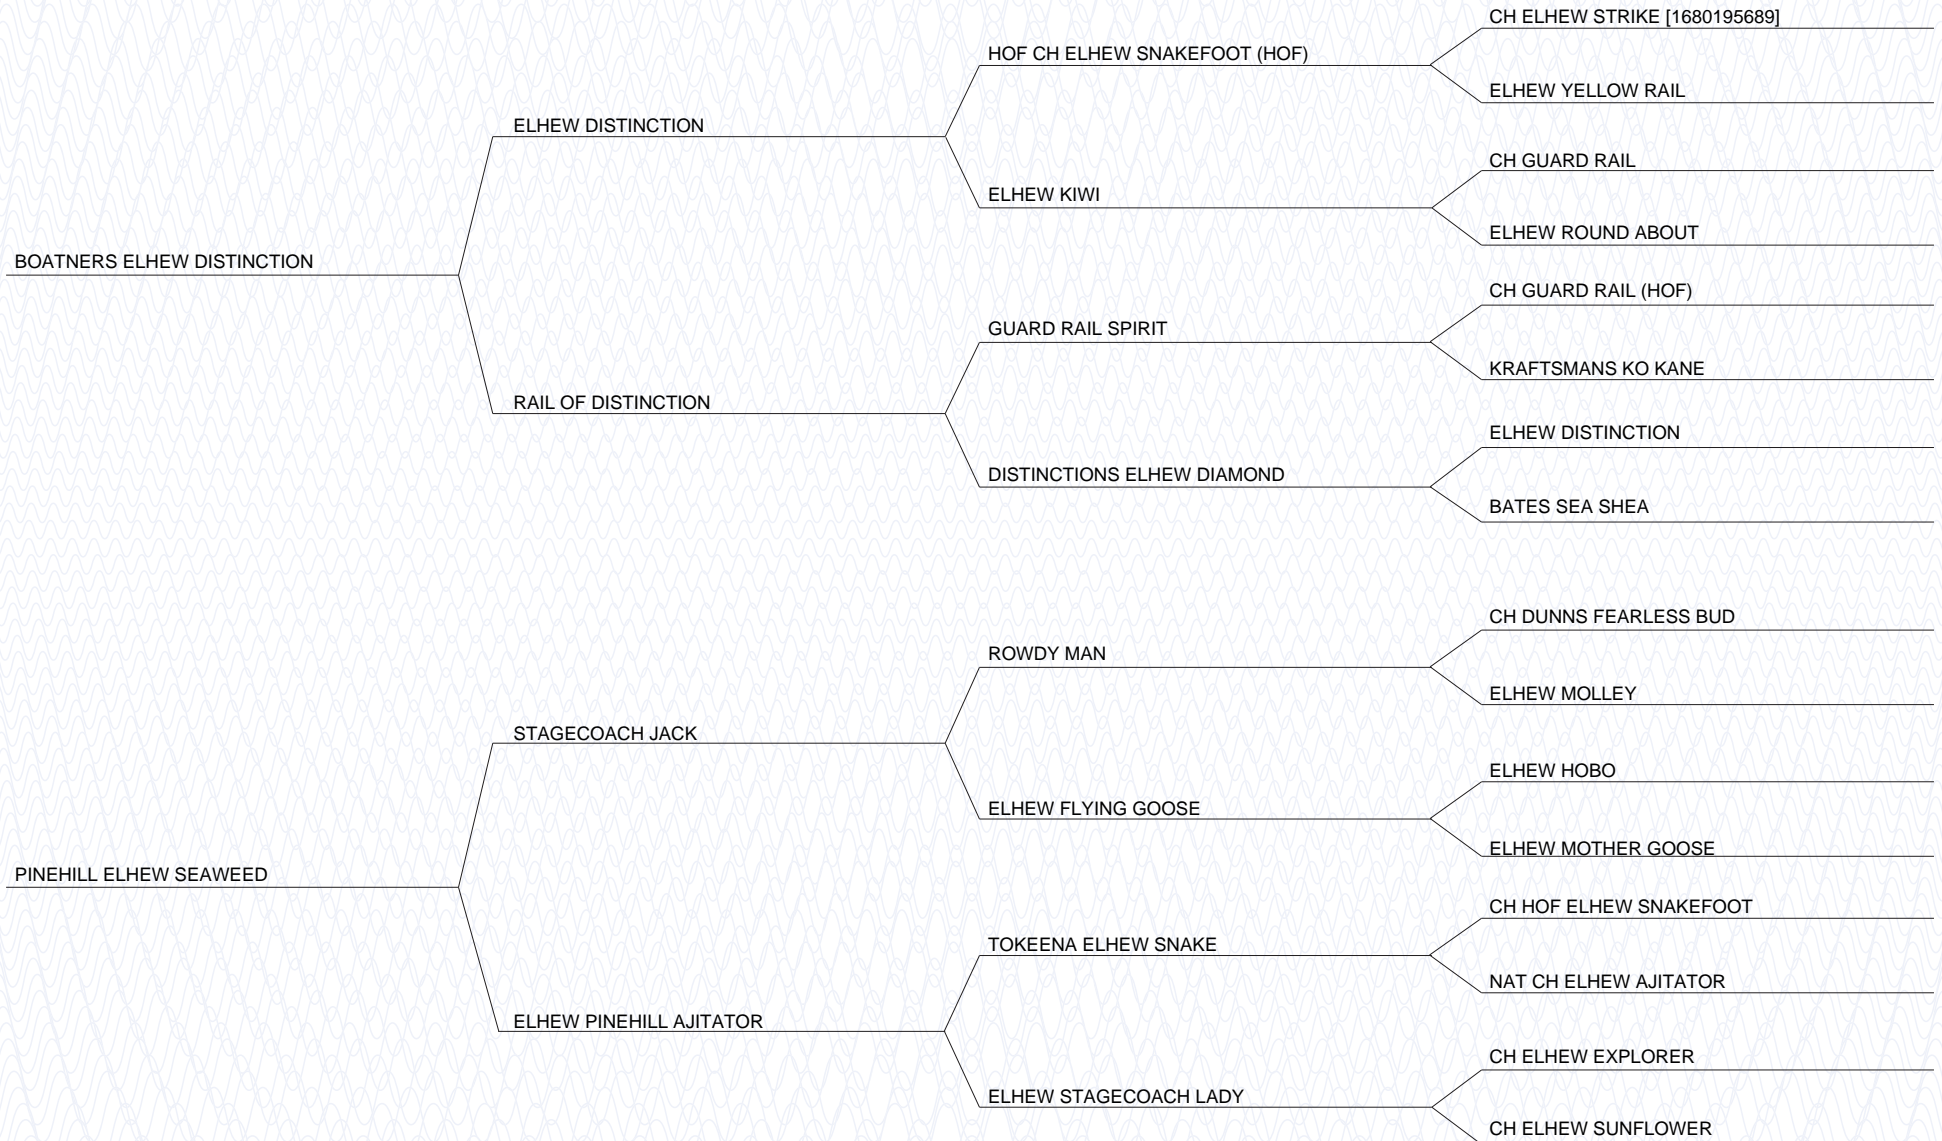 CH ELHEW STRIKE [1680195689]
HOF CH ELHEW SNAKEFOOT (HOF)
ELHEW YELLOW RAIL
ELHEW DISTINCTION
CH GUARD RAIL
ELHEW KIWI
ELHEW ROUND ABOUT
BOATNERS ELHEW DISTINCTION
CH GUARD RAIL (HOF)
GUARD RAIL SPIRIT
KRAFTSMANS KO KANE
RAIL OF DISTINCTION
ELHEW DISTINCTION
DISTINCTIONS ELHEW DIAMOND
BATES SEA SHEA
CH DUNNS FEARLESS BUD
ROWDY MAN
ELHEW MOLLEY
STAGECOACH JACK
ELHEW HOBO
ELHEW FLYING GOOSE
ELHEW MOTHER GOOSE
PINEHILL ELHEW SEAWEED
CH HOF ELHEW SNAKEFOOT
TOKEENA ELHEW SNAKE
NAT CH ELHEW AJITATOR
ELHEW PINEHILL AJITATOR
CH ELHEW EXPLORER
ELHEW STAGECOACH LADY
CH ELHEW SUNFLOWER